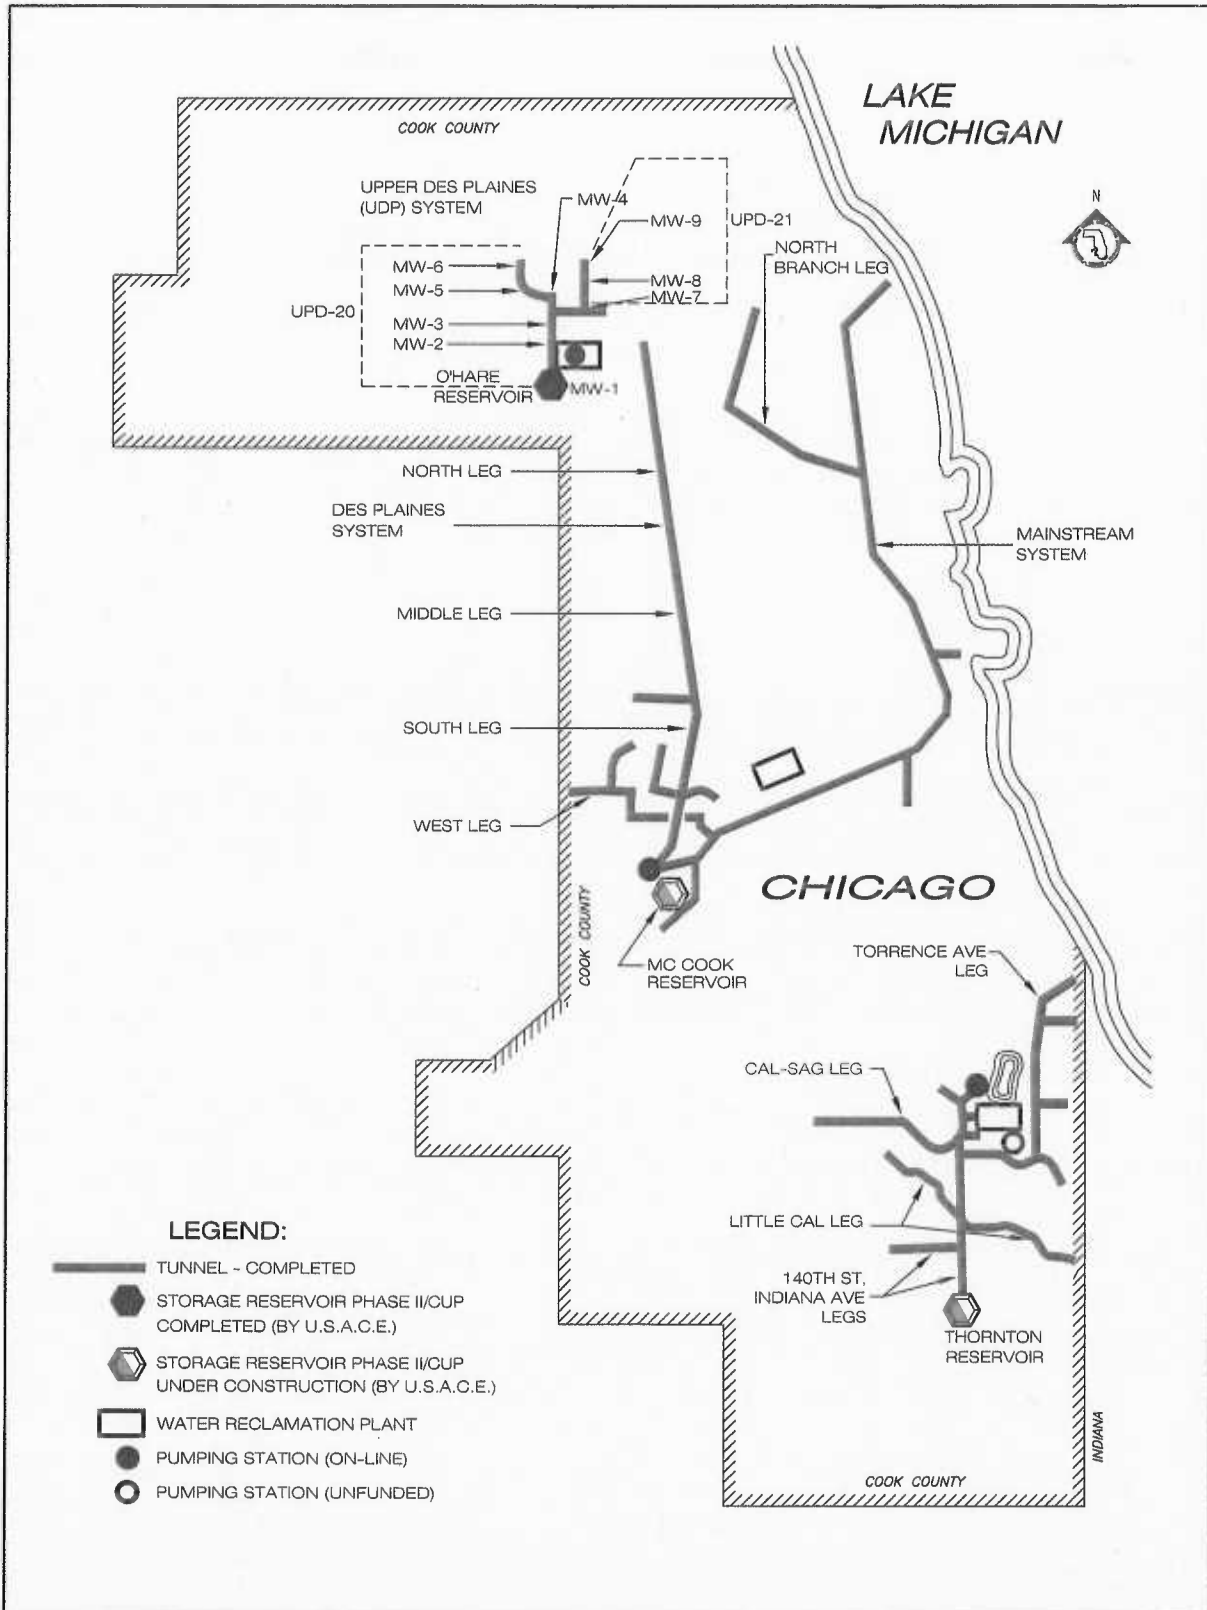 LAKE
MICHIGAN
COOK COUNTY
N
UPPER DES PLAINES
(UDP) SYSTEM
MW-4
MW-9
UPD-21
NORTH
BRANCH LEG
MW-6
MW-5
MW-8
MW-7
UPD-20
MW-3
MW-2
O'HARE
RESERVOIR
MW-1
NORTH LEG
DES PLAINES
SYSTEM
MAINSTREAM
SYSTEM
MIDDLE LEG
SOUTH LEG
WEST LEG
CHICAGO
COOK COUNTY
MC COOK
RESERVOIR
TORRENCE AVE
LEG
CAL-SAG LEG
LITTLE CAL LEG
140TH ST,
INDIANA AVE
LEGS
THORNTON
RESERVOIR
INDIANA
COOK COUNTY
LEGEND:
TUNNEL - COMPLETED
STORAGE RESERVOIR PHASE II/CUP
COMPLETED (BY U.S.A.C.E.)
STORAGE RESERVOIR PHASE II/CUP
UNDER CONSTRUCTION (BY U.S.A.C.E.)
WATER RECLAMATION PLANT
PUMPING STATION (ON-LINE)
PUMPING STATION (UNFUNDED)